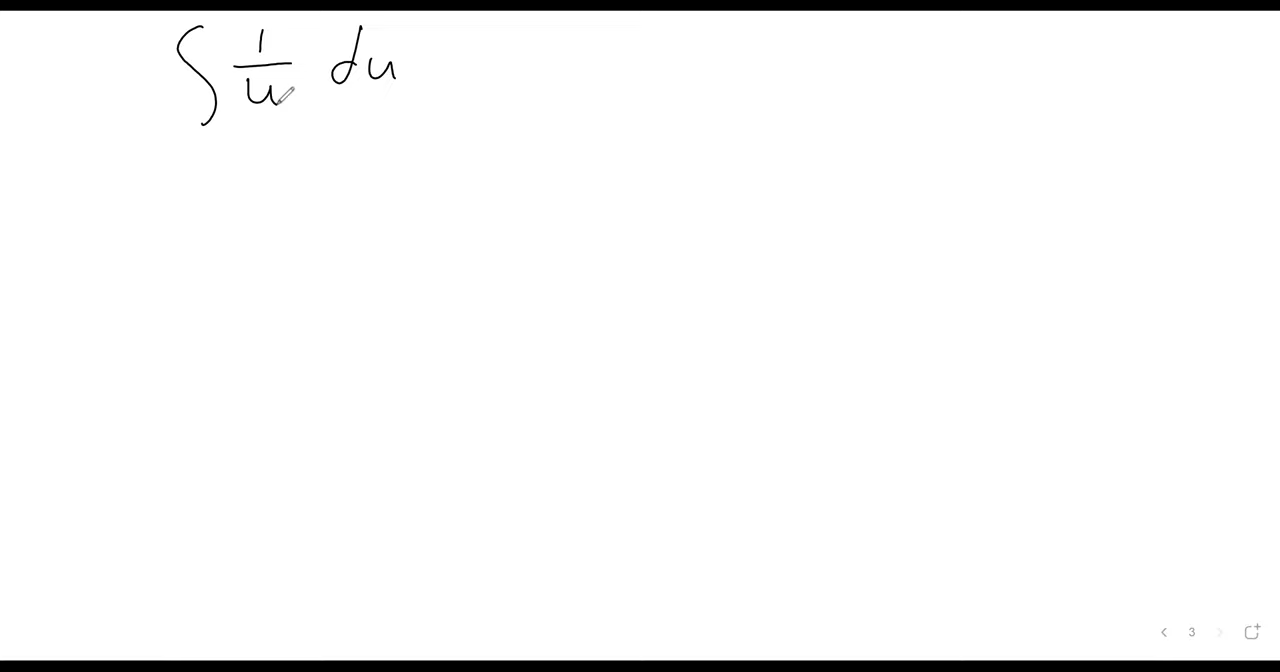 ∫ 1/u du
< 3 >